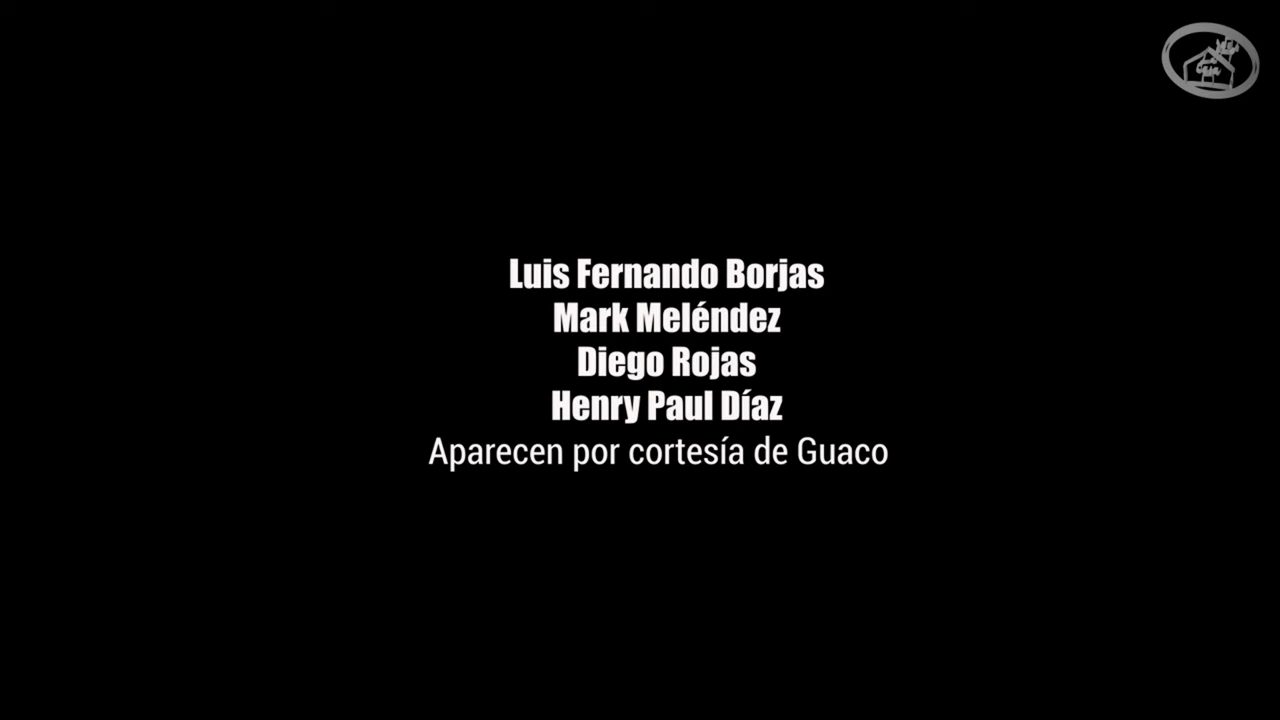 Luis Fernando Borjas
Mark Meléndez
Diego Rojas
Henry Paul Díaz
Aparecen por cortesía de Guaco